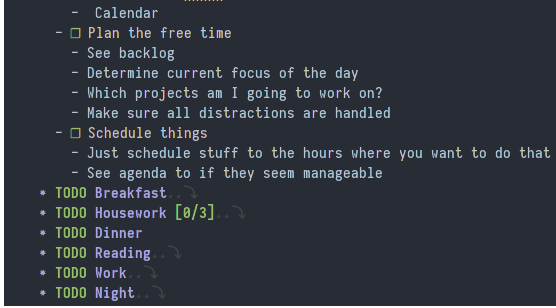 - Calendar
- ❒ Plan the free time
- See backlog
- Determine current focus of the day
- Which projects am I going to work on?
- Make sure all distractions are handled
- ❒ Schedule things
- Just schedule stuff to the hours where you want to do that
- See agenda to if they seem manageable
* TODO Breakfast..⤵
* TODO Housework [0/3]..⤵
* TODO Dinner
* TODO Reading..⤵
* TODO Work..⤵
* TODO Night..⤵